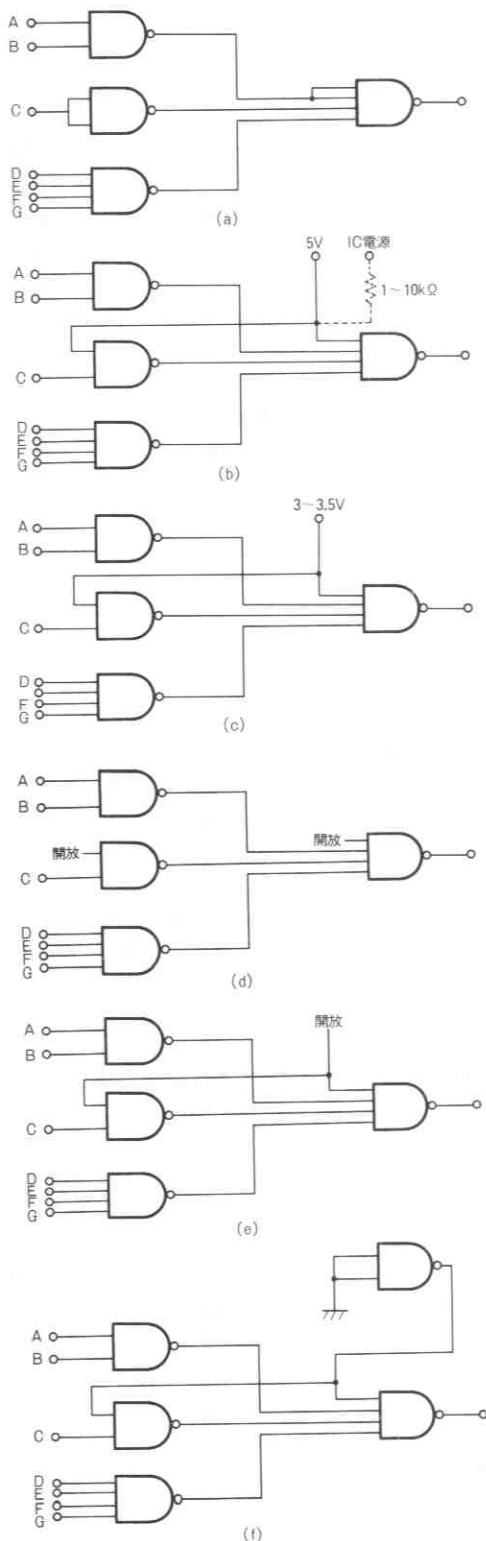 A
B
C
D
E
F
G
(a)
5V
IC電源
1～10kΩ
A
B
C
D
E
F
G
(b)
3～3.5V
A
B
C
D
F
G
(c)
A
B
開放
開放
C
D
E
F
G
(d)
開放
A
B
C
D
E
F
G
(e)
A
B
C
D
E
F
G
(f)